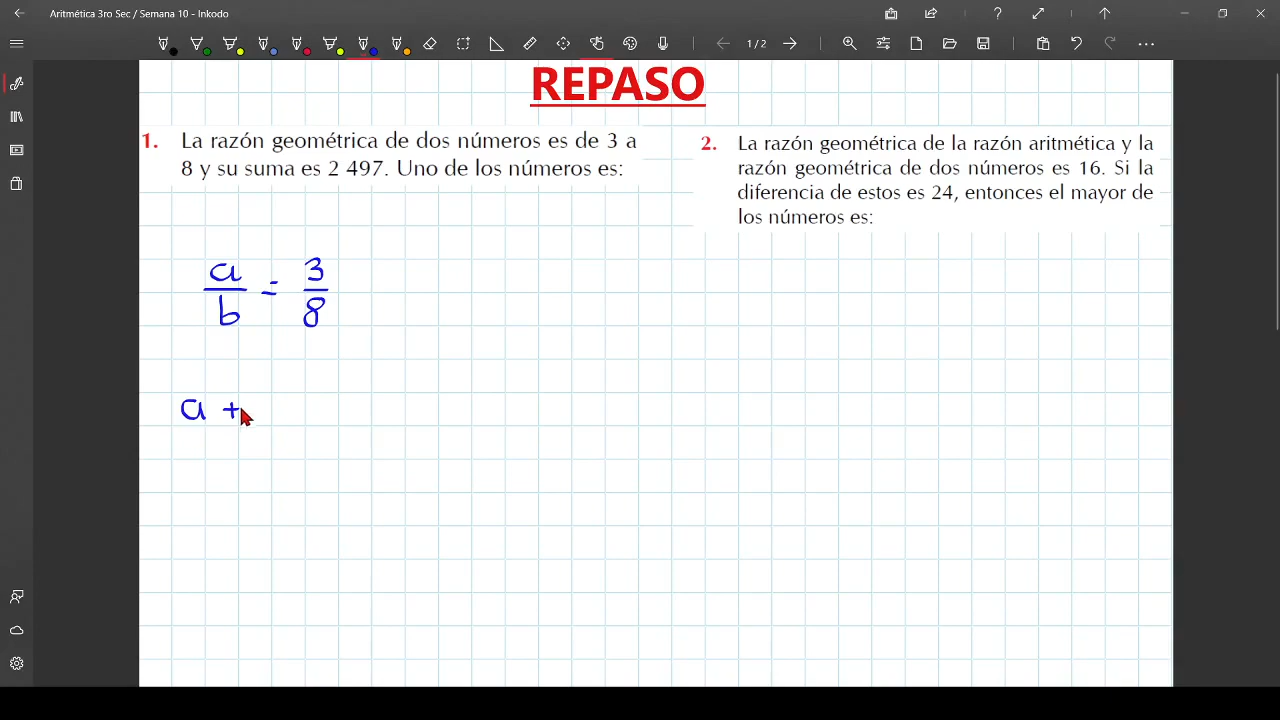 Aritmética 3ro Sec / Semana 10 - Inkodo
1 / 2
REPASO
1. La razón geométrica de dos números es de 3 a
8 y su suma es 2 497. Uno de los números es:
a/b = 3/8
a +
2. La razón geométrica de la razón aritmética y la
razón geométrica de dos números es 16. Si la
diferencia de estos es 24, entonces el mayor de
los números es: